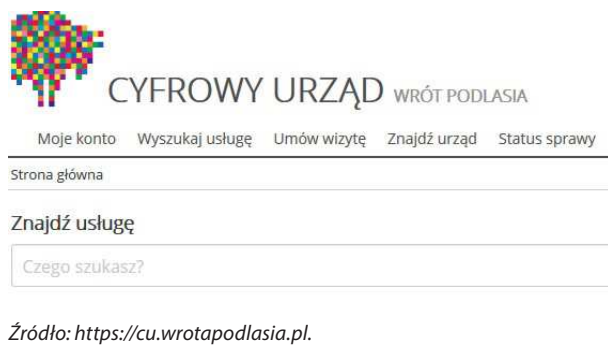 CYFROWY URZĄD WRÓT PODLASIA
Moje konto Wyszukaj usługę Umów wizytę Znajdź urząd Status sprawy
Strona główna
Znajdź usługę
Czego szukasz?
Źródło: https://cu.wrotapodlasia.pl.